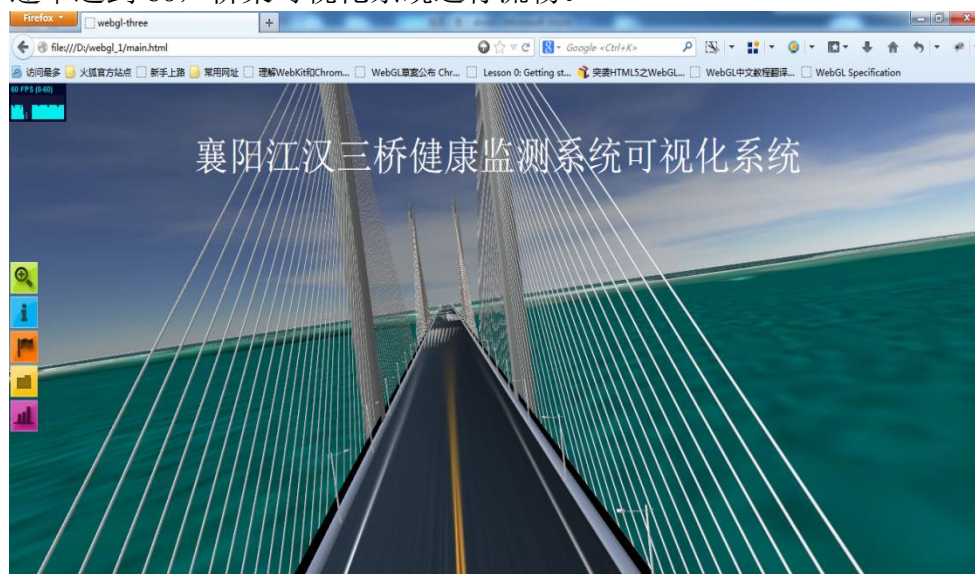 Firefox
webgl-three
file:///D:/webgl_1/main.html
Google <Ctrl+K>
访问最多 火狐官方站点 新手上路 常用网址 理解WebKit和Chrom... WebGL草案公布 Chr... Lesson 0: Getting st... 突袭HTML5之WebGL... WebGL中文教程翻译... WebGL Specification
60 FPS (0-60)
襄阳江汉三桥健康监测系统可视化系统